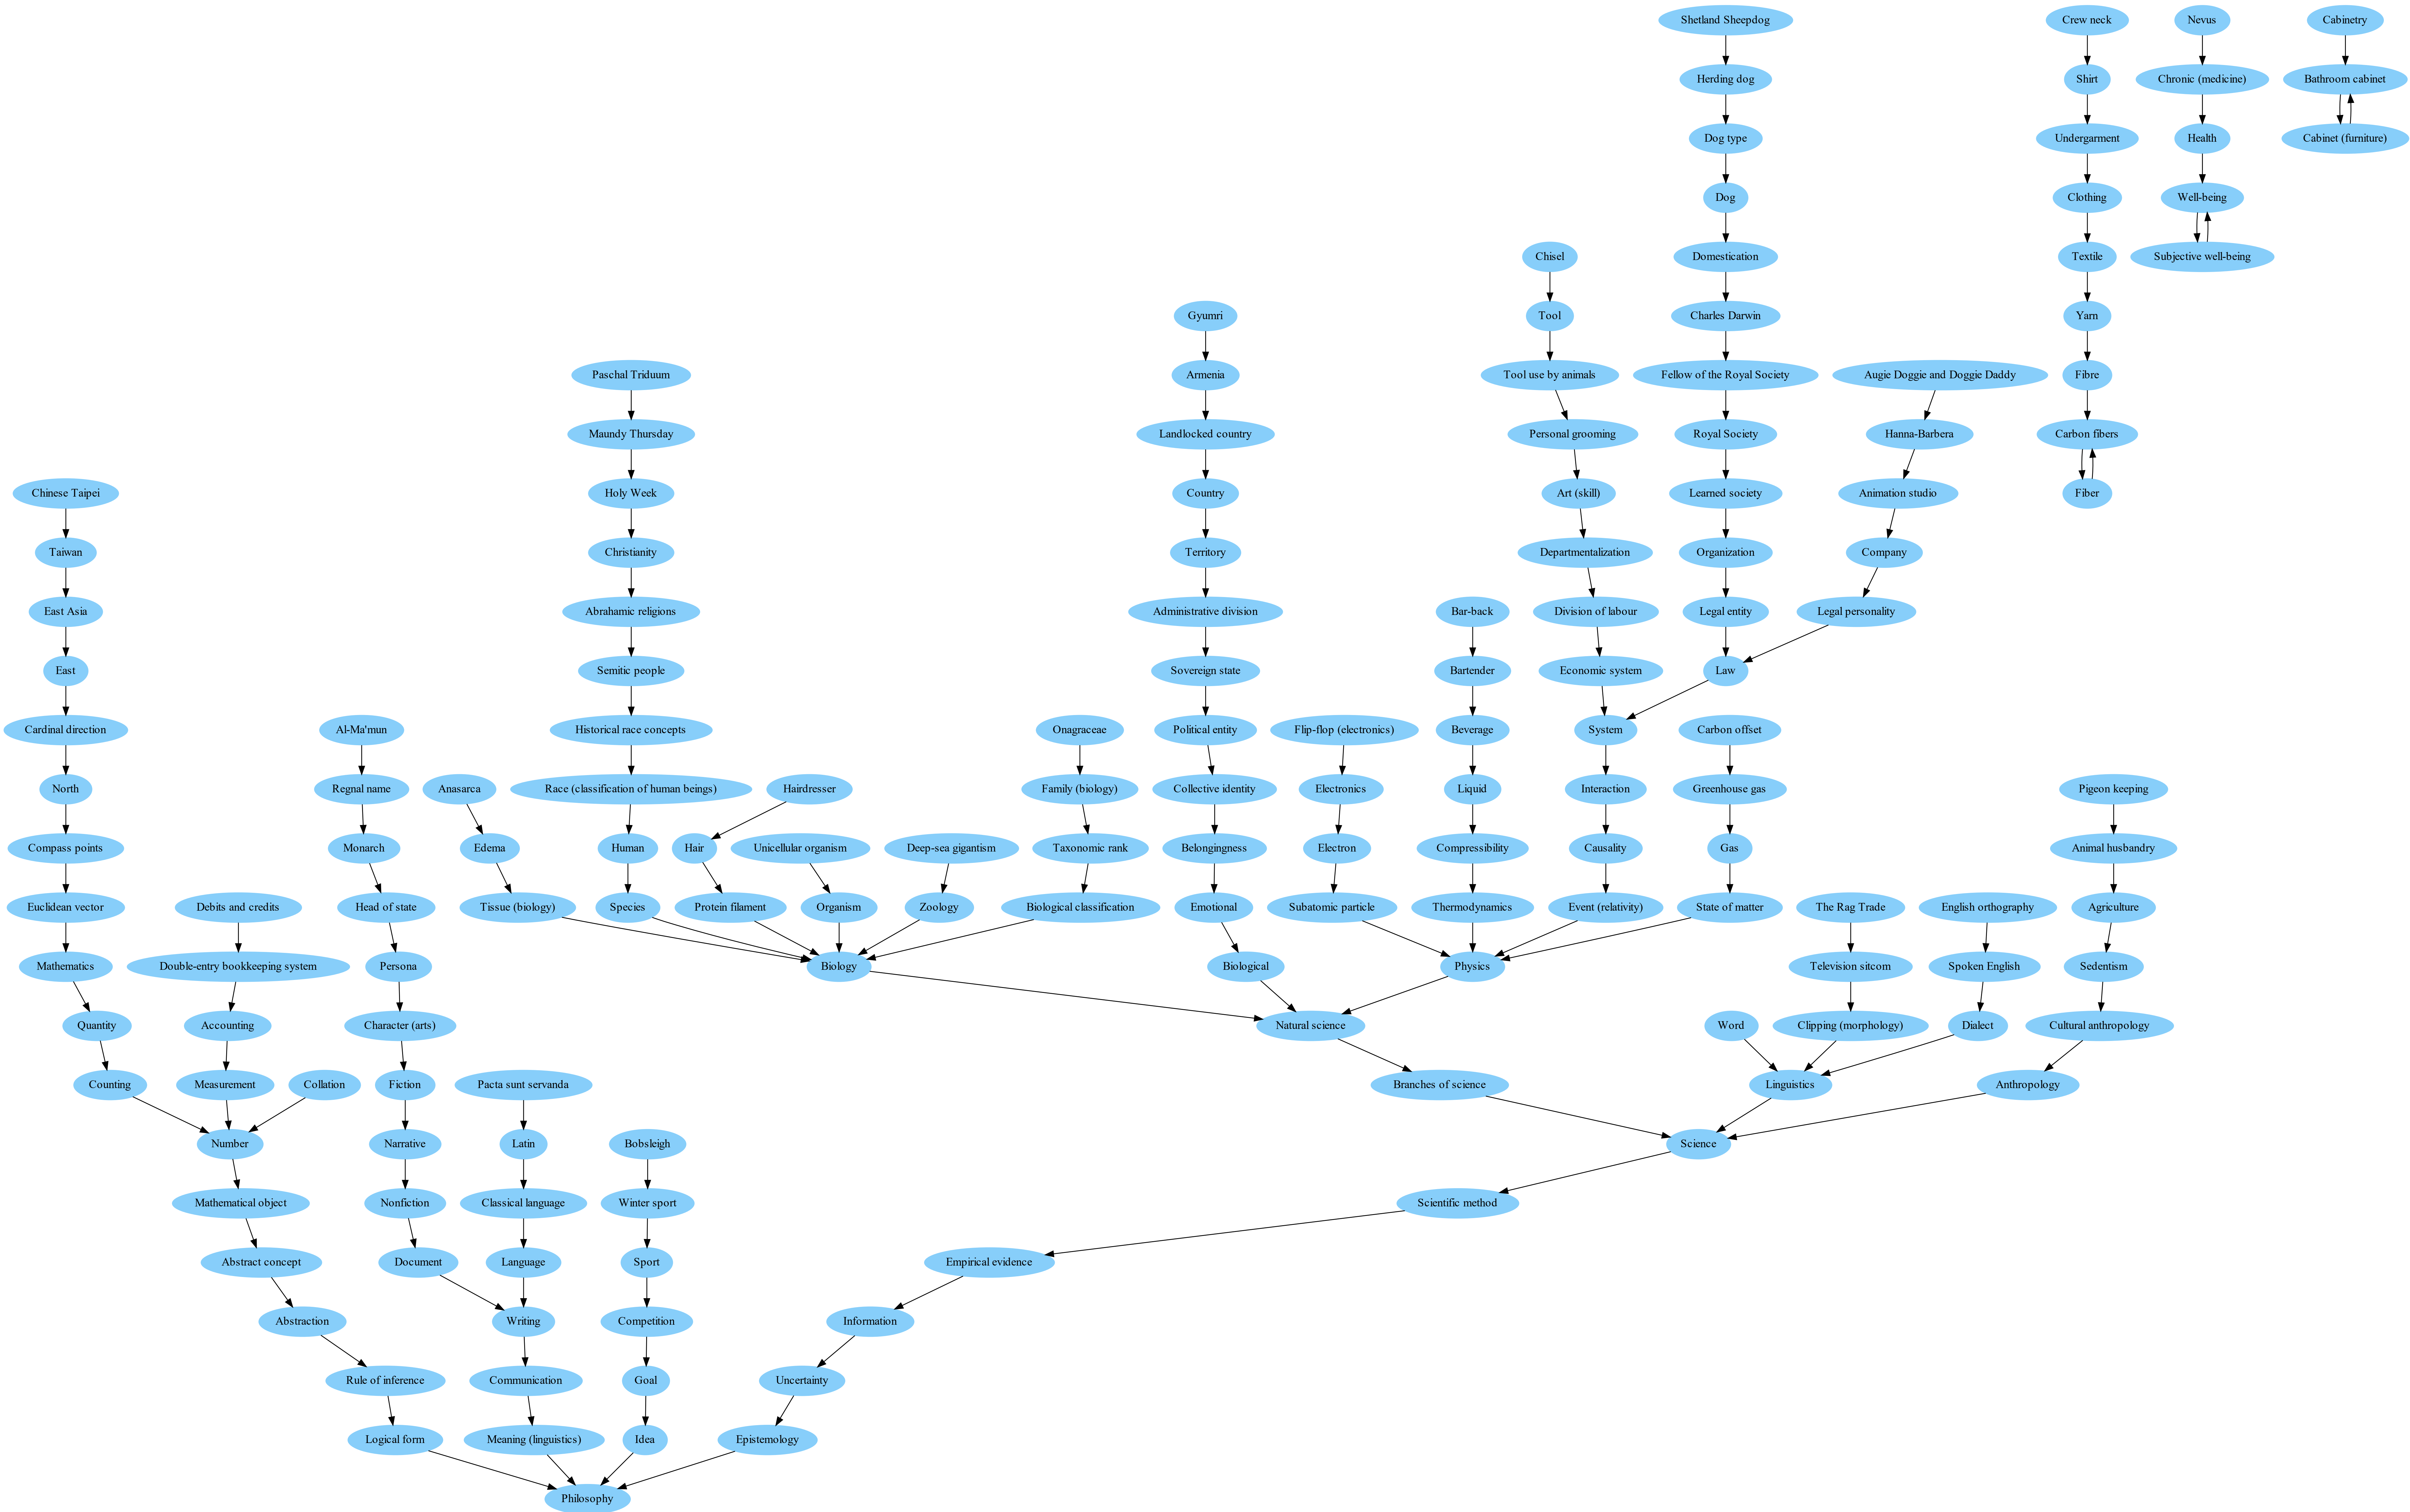 Shetland Sheepdog
Crew neck
Nevus
Cabinetry
Herding dog
Shirt
Chronic (medicine)
Bathroom cabinet
Dog type
Undergarment
Health
Cabinet (furniture)
Dog
Clothing
Well-being
Chisel
Domestication
Textile
Subjective well-being
Gyumri
Tool
Charles Darwin
Yarn
Paschal Triduum
Armenia
Tool use by animals
Fellow of the Royal Society
Augie Doggie and Doggie Daddy
Fibre
Maundy Thursday
Landlocked country
Personal grooming
Royal Society
Hanna-Barbera
Carbon fibers
Chinese Taipei
Holy Week
Country
Art (skill)
Learned society
Animation studio
Fiber
Taiwan
Christianity
Territory
Departmentalization
Organization
Company
East Asia
Abrahamic religions
Administrative division
Bar-back
Division of labour
Legal entity
Legal personality
East
Semitic people
Sovereign state
Bartender
Economic system
Law
Cardinal direction
Al-Ma'mun
Historical race concepts
Onagraceae
Political entity
Flip-flop (electronics)
Beverage
System
Carbon offset
North
Regnal name
Anasarca
Race (classification of human beings)
Hairdresser
Family (biology)
Collective identity
Electronics
Liquid
Interaction
Greenhouse gas
Pigeon keeping
Compass points
Monarch
Edema
Human
Hair
Unicellular organism
Deep-sea gigantism
Taxonomic rank
Belongingness
Electron
Compressibility
Causality
Gas
Animal husbandry
Euclidean vector
Debits and credits
Head of state
Tissue (biology)
Species
Protein filament
Organism
Zoology
Biological classification
Emotional
Subatomic particle
Thermodynamics
Event (relativity)
State of matter
The Rag Trade
English orthography
Agriculture
Mathematics
Double-entry bookkeeping system
Persona
Biology
Biological
Physics
Television sitcom
Spoken English
Sedentism
Quantity
Accounting
Character (arts)
Natural science
Word
Clipping (morphology)
Dialect
Cultural anthropology
Counting
Measurement
Collation
Fiction
Pacta sunt servanda
Branches of science
Linguistics
Anthropology
Number
Narrative
Latin
Bobsleigh
Science
Mathematical object
Nonfiction
Classical language
Winter sport
Scientific method
Abstract concept
Document
Language
Sport
Empirical evidence
Abstraction
Writing
Competition
Information
Rule of inference
Communication
Goal
Uncertainty
Logical form
Meaning (linguistics)
Idea
Epistemology
Philosophy